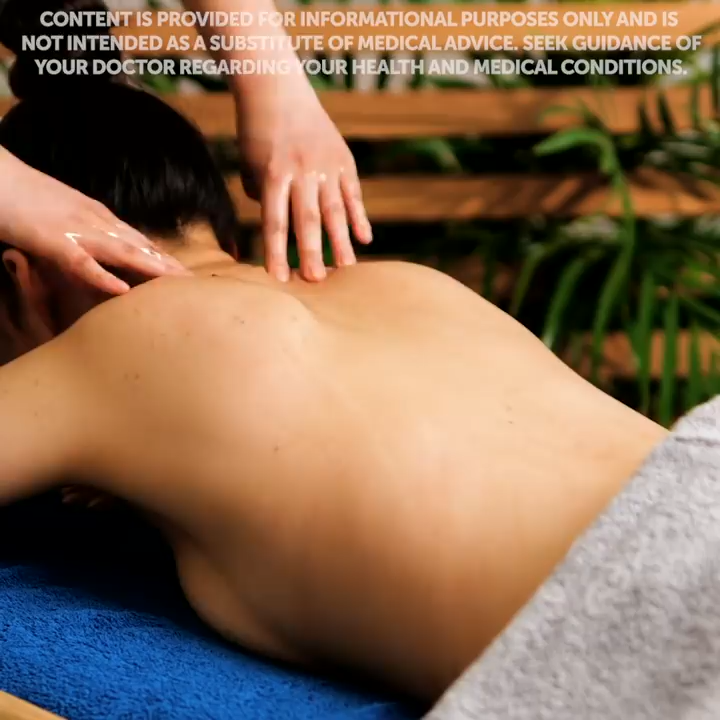 CONTENT IS PROVIDED FOR INFORMATIONAL PURPOSES ONLY AND IS
NOT INTENDED AS A SUBSTITUTE OF MEDICAL ADVICE. SEEK GUIDANCE OF
YOUR DOCTOR REGARDING YOUR HEALTH AND MEDICAL CONDITIONS.